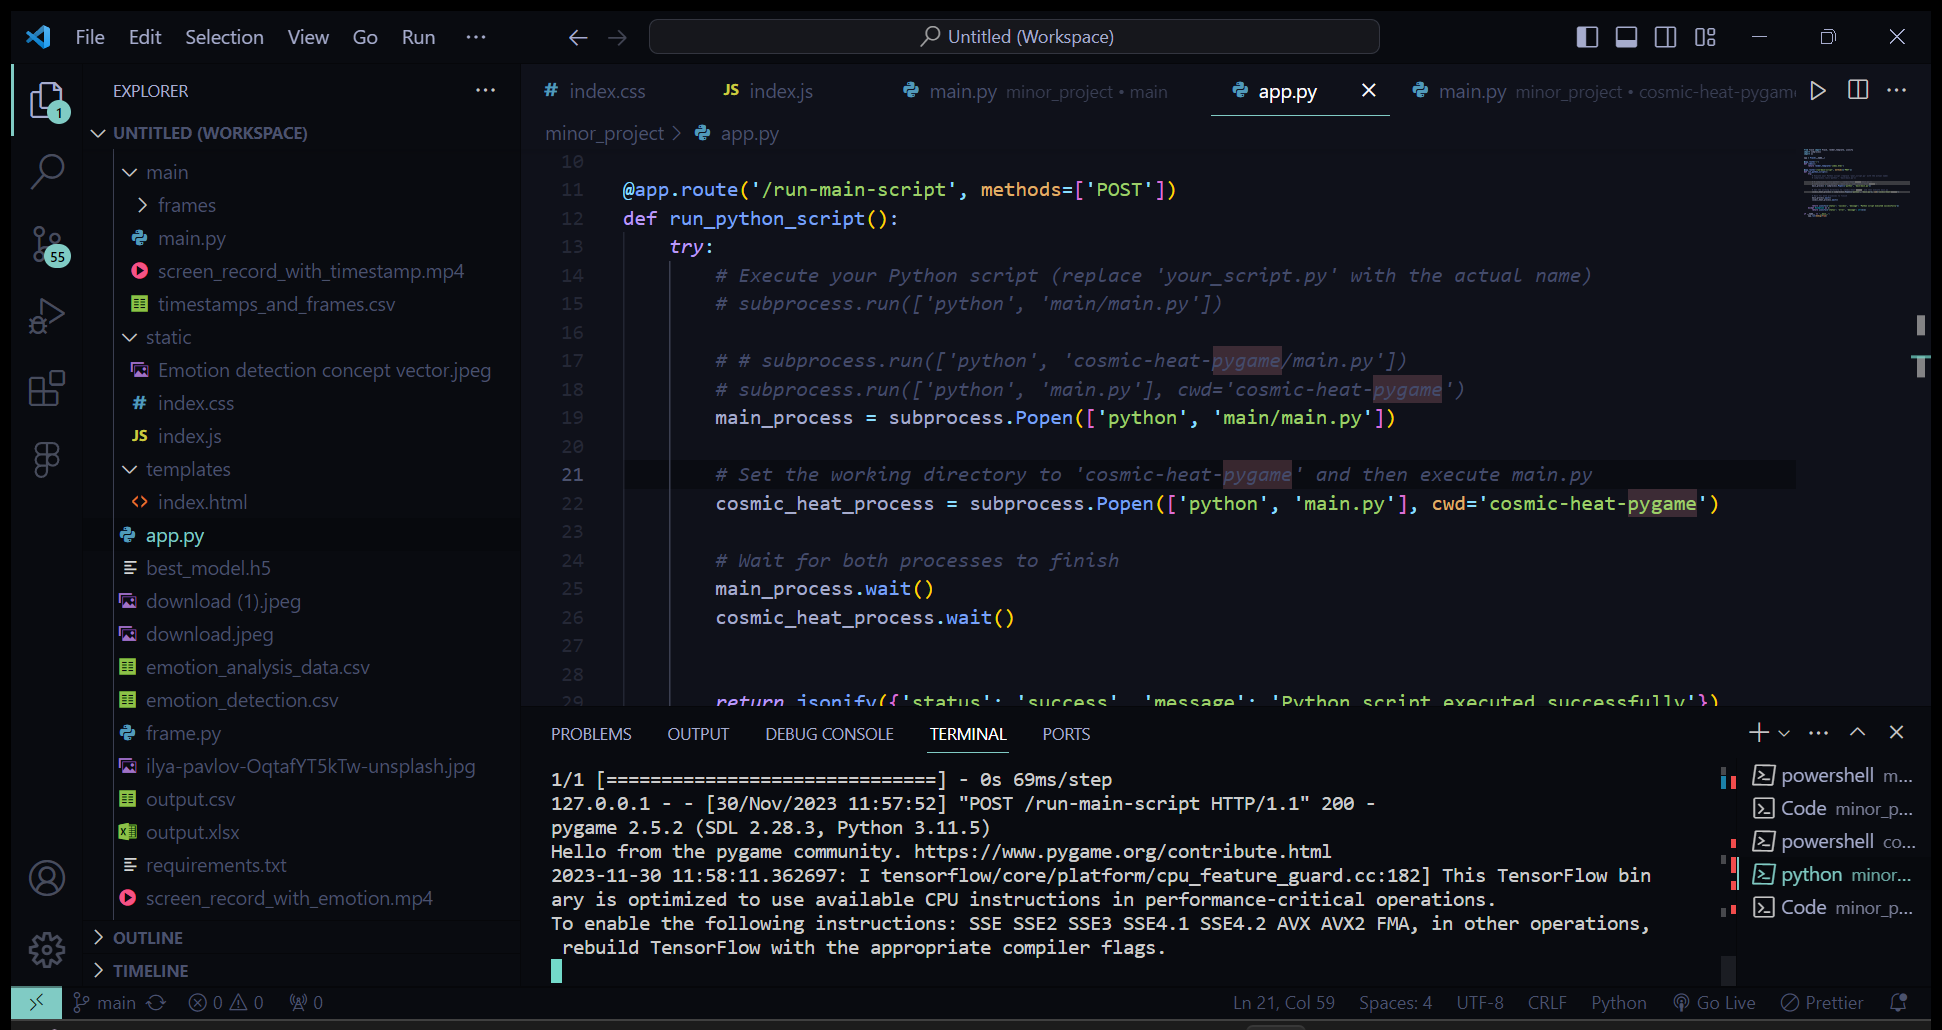 File Edit Selection View Go Run ···
Untitled (Workspace)
EXPLORER
1
UNTITLED (WORKSPACE)
main
frames
main.py
screen_record_with_timestamp.mp4
timestamps_and_frames.csv
static
Emotion detection concept vector.jpeg
index.css
JS index.js
templates
index.html
app.py
best_model.h5
download (1).jpeg
download.jpeg
emotion_analysis_data.csv
emotion_detection.csv
frame.py
ilya-pavlov-OqtafYT5kTw-unsplash.jpg
output.csv
output.xlsx
requirements.txt
screen_record_with_emotion.mp4
OUTLINE
TIMELINE
55
# index.css JS index.js main.py minor_project • main app.py main.py minor_project • cosmic-heat-pygame
minor_project > app.py
10
11 @app.route('/run-main-script', methods=['POST'])
12 def run_python_script():
13 try:
14 # Execute your Python script (replace 'your_script.py' with the actual name)
15 # subprocess.run(['python', 'main/main.py'])
16
17 # # subprocess.run(['python', 'cosmic-heat-pygame/main.py'])
18 # subprocess.run(['python', 'main.py'], cwd='cosmic-heat-pygame')
19 main_process = subprocess.Popen(['python', 'main/main.py'])
20
21 # Set the working directory to 'cosmic-heat-pygame' and then execute main.py
22 cosmic_heat_process = subprocess.Popen(['python', 'main.py'], cwd='cosmic-heat-pygame')
23
24 # Wait for both processes to finish
25 main_process.wait()
26 cosmic_heat_process.wait()
27
28
29 return jsonify({'status': 'success', 'message': 'Python script executed successfully'})
PROBLEMS OUTPUT DEBUG CONSOLE TERMINAL PORTS
1/1 [==============================] - 0s 69ms/step
127.0.0.1 - - [30/Nov/2023 11:57:52] "POST /run-main-script HTTP/1.1" 200 -
pygame 2.5.2 (SDL 2.28.3, Python 3.11.5)
Hello from the pygame community. https://www.pygame.org/contribute.html
2023-11-30 11:58:11.362697: I tensorflow/core/platform/cpu_feature_guard.cc:182] This TensorFlow bin
ary is optimized to use available CPU instructions in performance-critical operations.
To enable the following instructions: SSE SSE2 SSE3 SSE4.1 SSE4.2 AVX AVX2 FMA, in other operations,
rebuild TensorFlow with the appropriate compiler flags.
powershell m...
Code minor_p...
powershell co...
python minor...
Code minor_p...
main 0 0 0 Ln 21, Col 59 Spaces: 4 UTF-8 CRLF Python Go Live Prettier